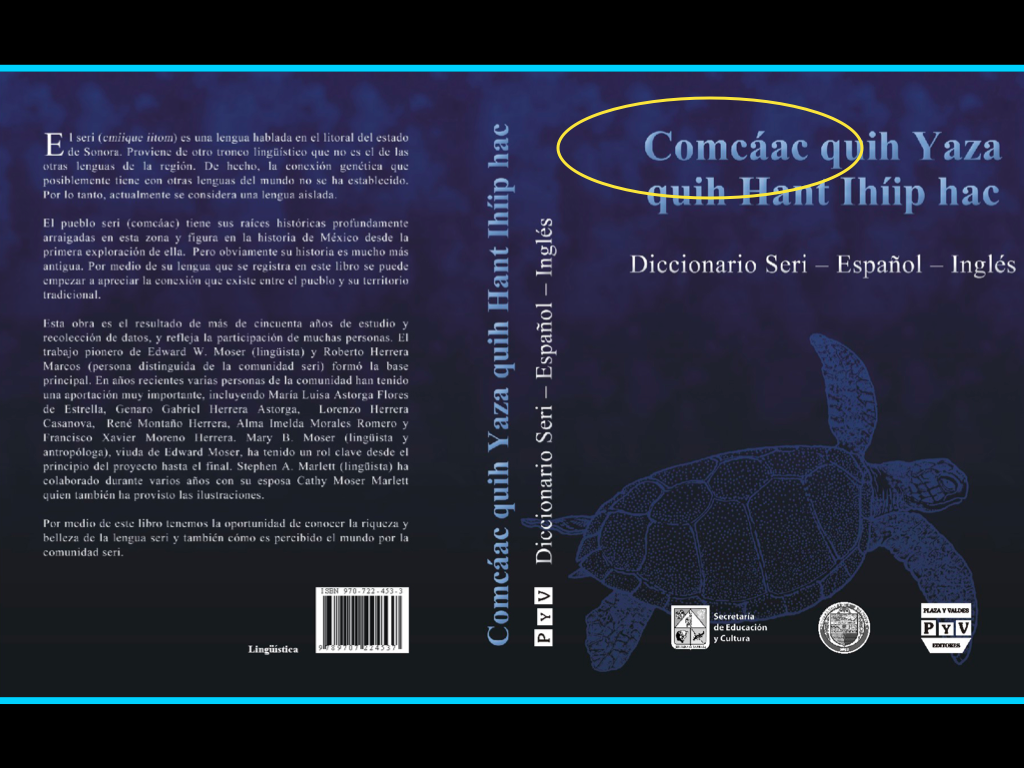 El seri (cmiique iitom) es una lengua hablada en el litoral del estado
de Sonora. Proviene de otro tronco lingüístico que no es el de las
otras lenguas de la región. De hecho, la conexión genética que
posiblemente tiene con otras lenguas del mundo no se ha establecido.
Por lo tanto, actualmente se considera una lengua aislada.
El pueblo seri (comcáac) tiene sus raíces históricas profundamente
arraigadas en esta zona y figura en la historia de México desde la
primera exploración de ella. Pero obviamente su historia es mucho más
antigua. Por medio de su lengua que se registra en este libro se puede
empezar a apreciar la conexión que existe entre el pueblo y su territorio
tradicional.
Esta obra es el resultado de más de cincuenta años de estudio y
recolección de datos, y refleja la participación de muchas personas. El
trabajo pionero de Edward W. Moser (lingüista) y Roberto Herrera
Marcos (persona distinguida de la comunidad seri) formó la base
principal. En años recientes varias personas de la comunidad han tenido
una aportación muy importante, incluyendo María Luisa Astorga Flores
de Estrella, Genaro Gabriel Herrera Astorga, Lorenzo Herrera
Casanova, René Montaño Herrera, Alma Imelda Morales Romero y
Francisco Xavier Moreno Herrera. Mary B. Moser (lingüista y
antropóloga), viuda de Edward Moser, ha tenido un rol clave desde el
principio del proyecto hasta el final. Stephen A. Marlett (lingüista) ha
colaborado durante varios años con su esposa Cathy Moser Marlett
quien también ha provisto las ilustraciones.
Por medio de este libro tenemos la oportunidad de conocer la riqueza y
belleza de la lengua seri y también cómo es percibido el mundo por la
comunidad seri.
Lingüística
ISBN 970-722-453-3
Comcáac quih Yaza quih Hant Ihíip hac
Diccionario Seri – Español – Inglés
PyV
Comcáac quih Yaza
quih Hant Ihíip hac
Diccionario Seri – Español – Inglés
Secretaría
de Educación
y Cultura
PLAZA Y VALDES
PyV
EDITORES